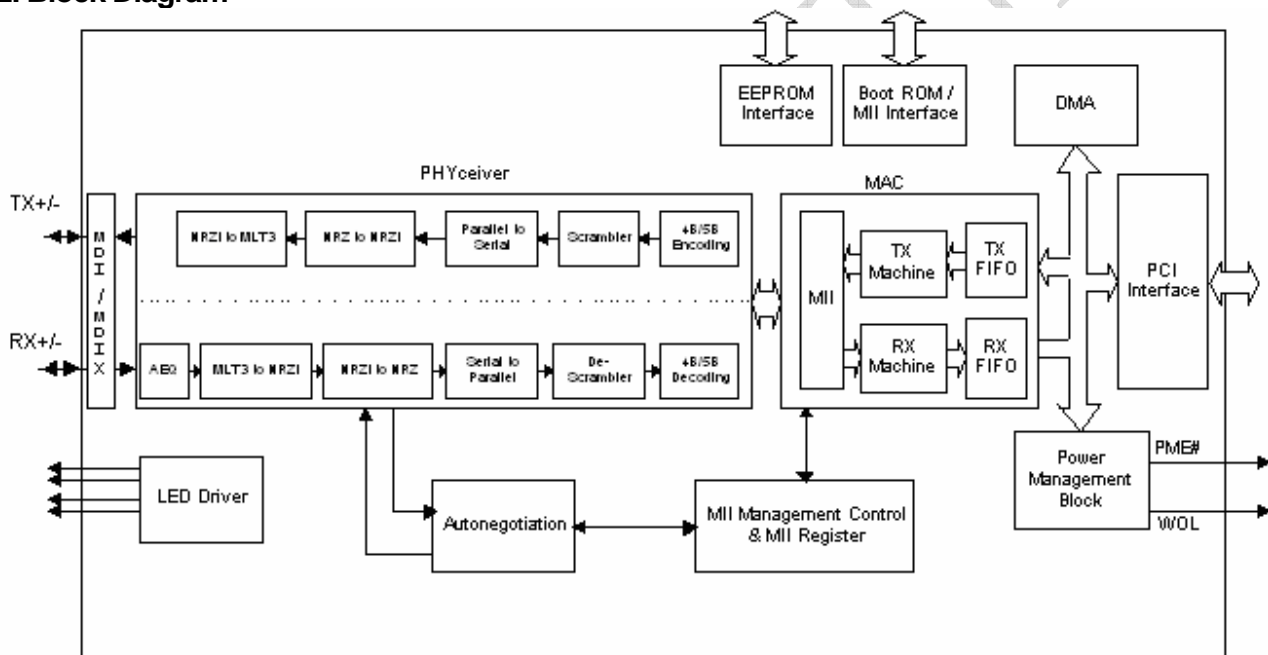 2. Block Diagram
EEPROM
Interface
Boot ROM /
MII Interface
DMA
PHYceiver
MAC
TX+/-
RX+/-
MDI / MDIX
NRZI to MLT3
NRZ to NRZI
Parallel to
Serial
Scrambler
4B/5B
Encoding
AEQ
MLT3 to NRZI
NRZI to NRZ
Serial to
Parallel
De-
Scrambler
4B/5B
Decoding
MII
TX
Machine
TX
FIFO
RX
Machine
RX
FIFO
PCI
Interface
LED Driver
Autonegotiation
MII Management Control
& MII Register
Power
Management
Block
PME#
WOL